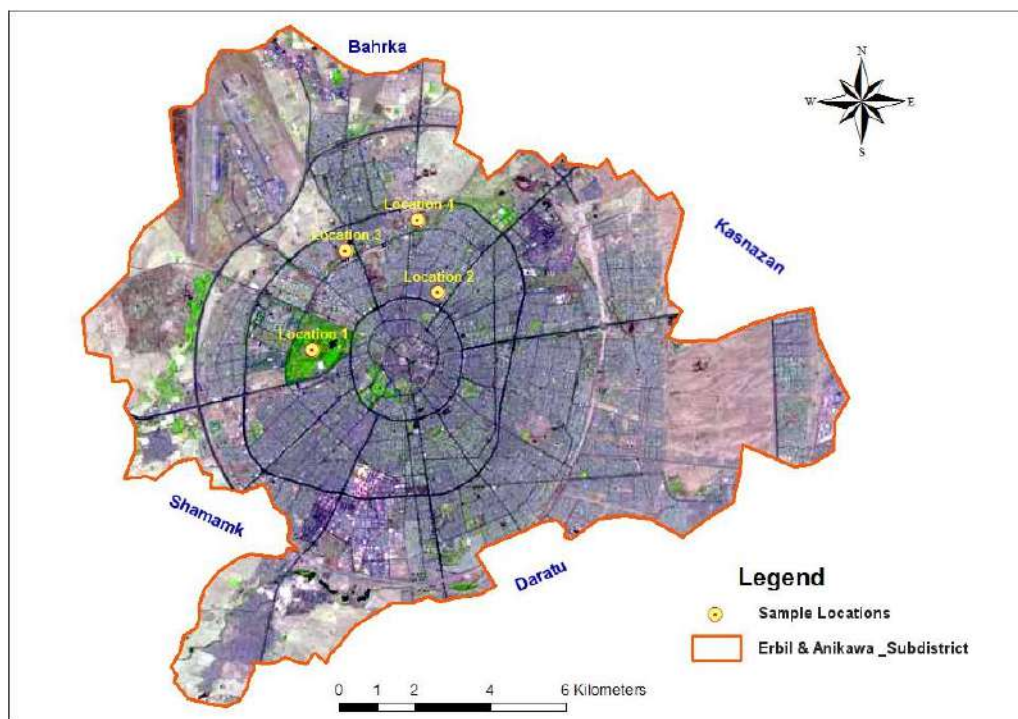 Bahrka
N
W E
S
Location 4
Kasnazan
Location 3
Location 2
Location 1
Shamamk
Daratu
Legend
Sample Locations
Erbil & Anikawa _Subdistrict
0 1 2 4 6 Kilometers